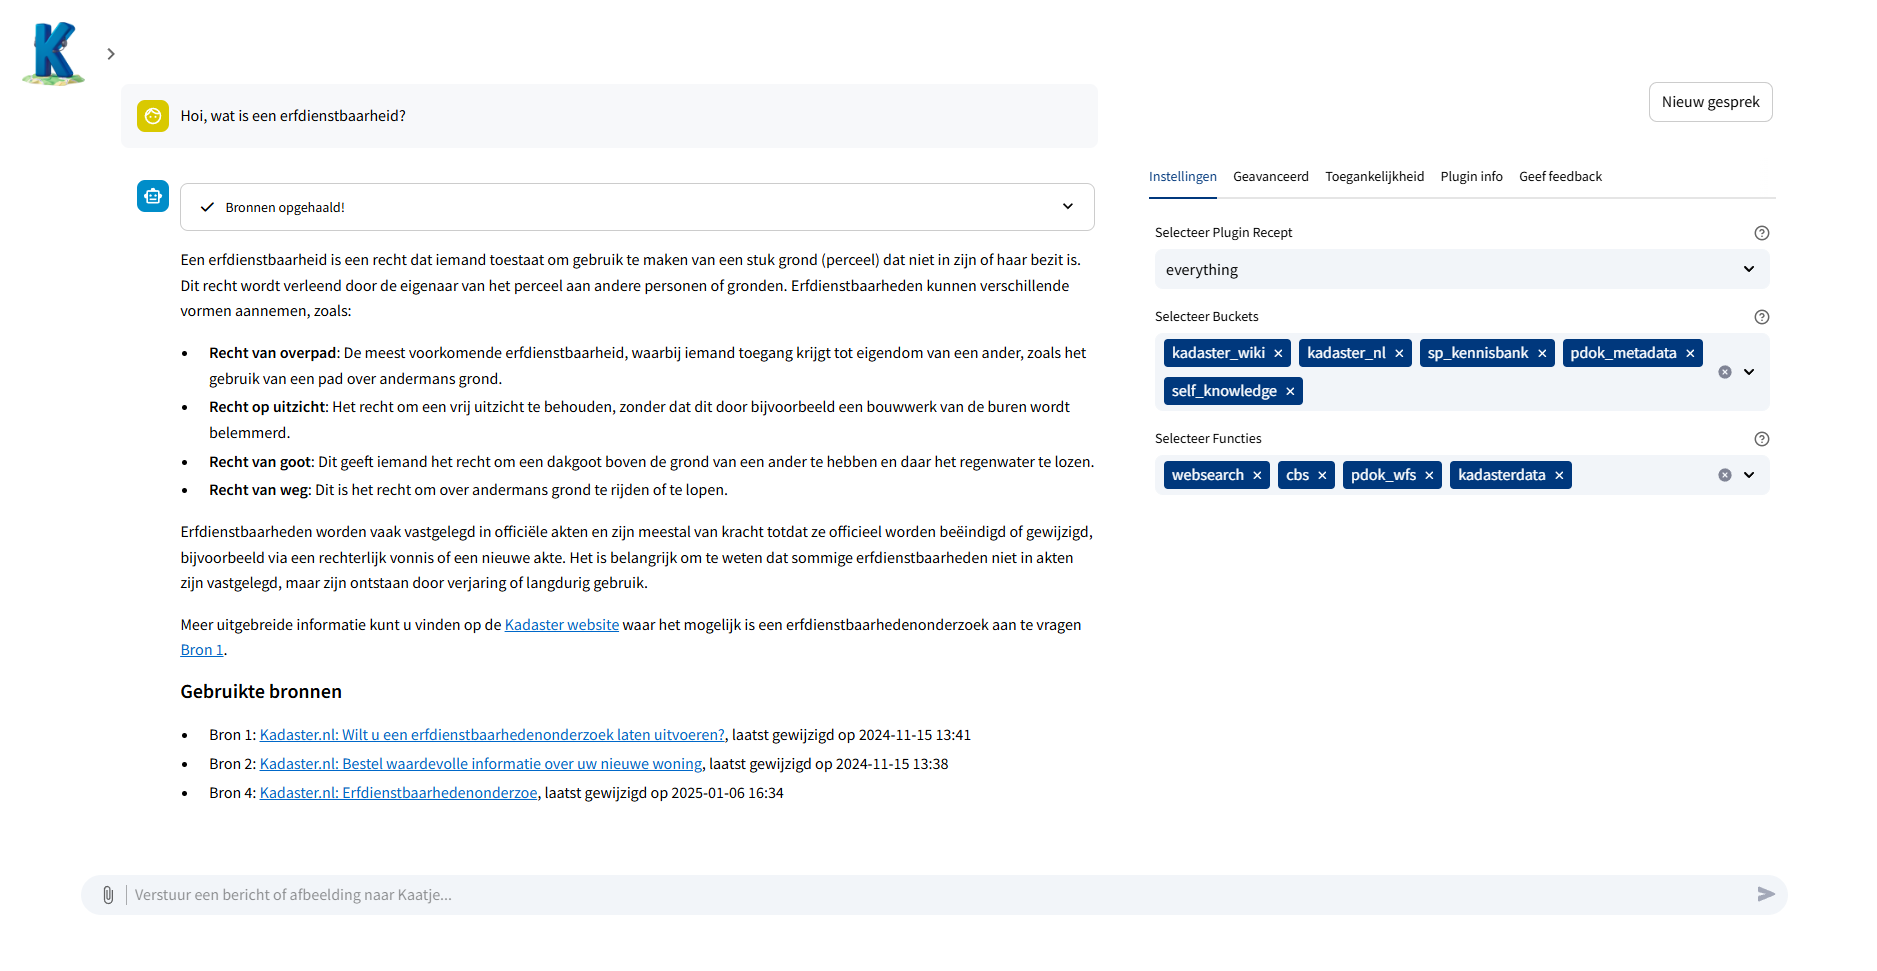 K
Hoi, wat is een erfdienstbaarheid?
Bronnen opgehaald!
Een erfdienstbaarheid is een recht dat iemand toestaat om gebruik te maken van een stuk grond (perceel) dat niet in zijn of haar bezit is.
Dit recht wordt verleend door de eigenaar van het perceel aan andere personen of gronden. Erfdienstbaarheden kunnen verschillende
vormen aannemen, zoals:
• Recht van overpad: De meest voorkomende erfdienstbaarheid, waarbij iemand toegang krijgt tot eigendom van een ander, zoals het
gebruik van een pad over andermans grond.
• Recht op uitzicht: Het recht om een vrij uitzicht te behouden, zonder dat dit door bijvoorbeeld een bouwwerk van de buren wordt
belemmerd.
• Recht van goot: Dit geeft iemand het recht om een dakgoot boven de grond van een ander te hebben en daar het regenwater te lozen.
• Recht van weg: Dit is het recht om over andermans grond te rijden of te lopen.
Erfdienstbaarheden worden vaak vastgelegd in officiële akten en zijn meestal van kracht totdat ze officieel worden beëindigd of gewijzigd,
bijvoorbeeld via een rechterlijk vonnis of een nieuwe akte. Het is belangrijk om te weten dat sommige erfdienstbaarheden niet in akten
zijn vastgelegd, maar zijn ontstaan door verjaring of langdurig gebruik.
Meer uitgebreide informatie kunt u vinden op de Kadaster website waar het mogelijk is een erfdienstbaarhedenonderzoek aan te vragen
Bron 1.
Gebruikte bronnen
• Bron 1: Kadaster.nl: Wilt u een erfdienstbaarhedenonderzoek laten uitvoeren?, laatst gewijzigd op 2024-11-15 13:41
• Bron 2: Kadaster.nl: Bestel waardevolle informatie over uw nieuwe woning, laatst gewijzigd op 2024-11-15 13:38
• Bron 4: Kadaster.nl: Erfdienstbaarhedenonderzoe, laatst gewijzigd op 2025-01-06 16:34
Verstuur een bericht of afbeelding naar Kaatje...
Nieuw gesprek
Instellingen Geavanceerd Toegankelijkheid Plugin info Geef feedback
Selecteer Plugin Recept
everything
Selecteer Buckets
kadaster_wiki × kadaster_nl × sp_kennisbank × pdok_metadata ×
self_knowledge ×
Selecteer Functies
websearch × cbs × pdok_wfs × kadasterdata ×